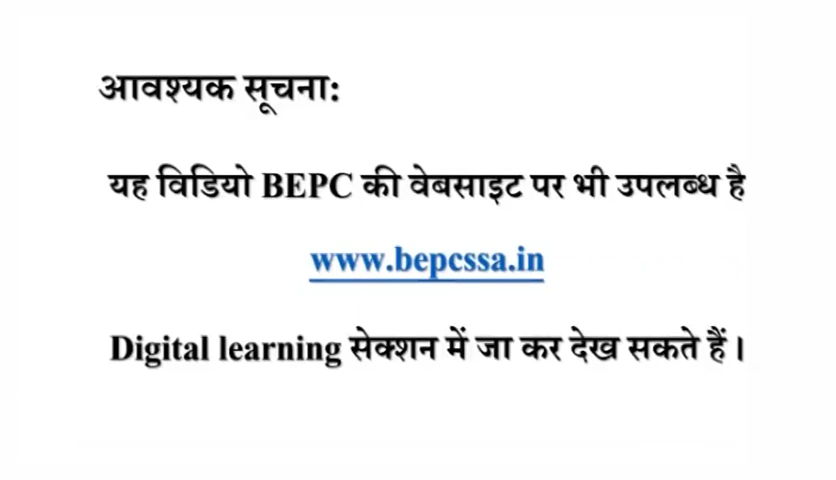 आवश्यक सूचना:
यह विडियो BEPC की वेबसाइट पर भी उपलब्ध है
www.bepcssa.in
Digital learning सेक्शन में जा कर देख सकते हैं।